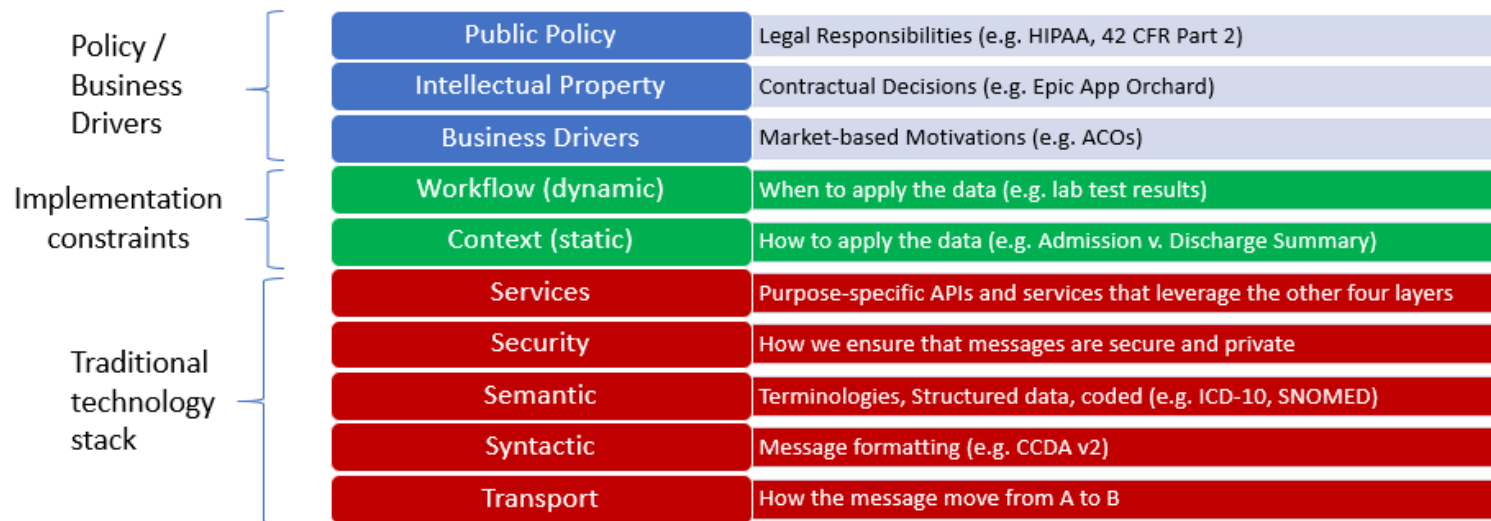 Policy /
Business
Drivers
Public Policy
Legal Responsibilities (e.g. HIPAA, 42 CFR Part 2)
Intellectual Property
Contractual Decisions (e.g. Epic App Orchard)
Business Drivers
Market-based Motivations (e.g. ACOs)
Implementation
constraints
Workflow (dynamic)
When to apply the data (e.g. lab test results)
Context (static)
How to apply the data (e.g. Admission v. Discharge Summary)
Traditional
technology
stack
Services
Purpose-specific APIs and services that leverage the other four layers
Security
How we ensure that messages are secure and private
Semantic
Terminologies, Structured data, coded (e.g. ICD-10, SNOMED)
Syntactic
Message formatting (e.g. CCDA v2)
Transport
How the message move from A to B